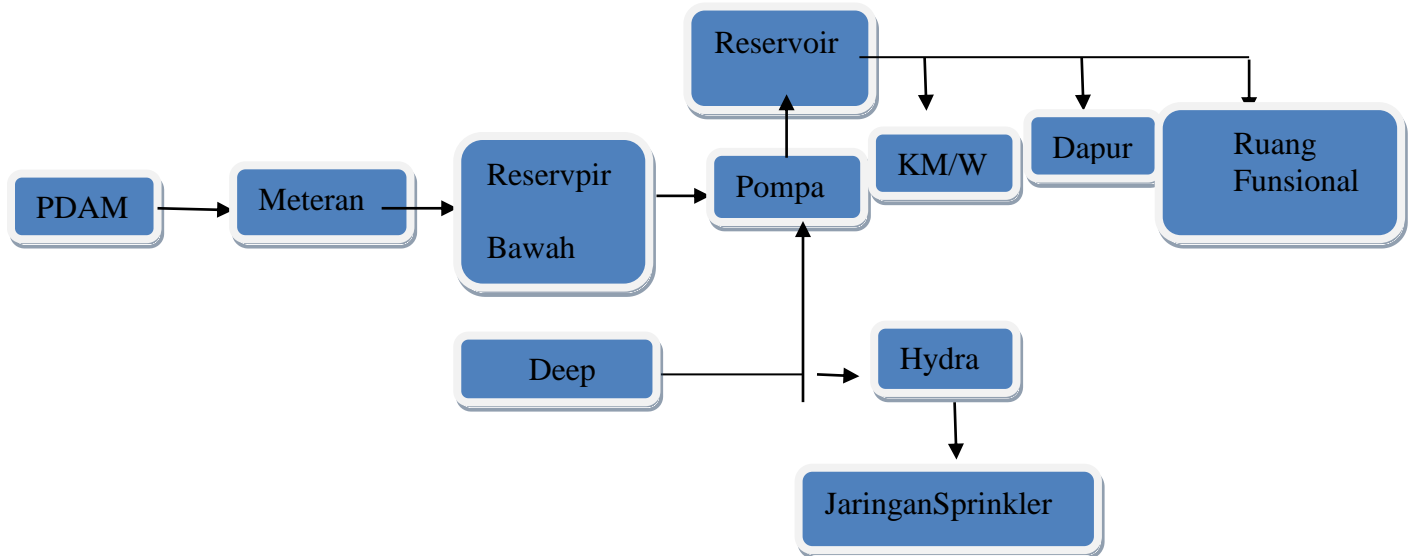 Reservoir
PDAM
Meteran
Reservpir
Bawah
Pompa
KM/W
Dapur
Ruang
Funsional
Deep
Hydra
JaringanSprinkler